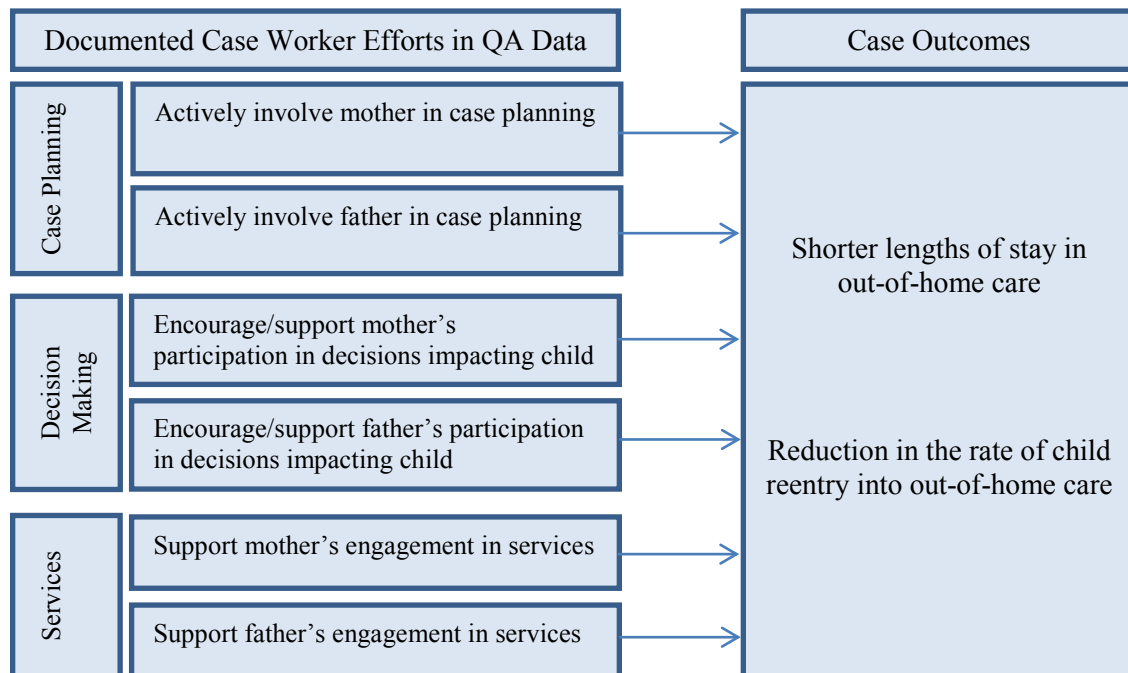 Documented Case Worker Efforts in QA Data
Case Outcomes
Case Planning
Actively involve mother in case planning
Actively involve father in case planning
Decision
Making
Encourage/support mother’s
participation in decisions impacting child
Encourage/support father’s participation
in decisions impacting child
Services
Support mother’s engagement in services
Support father’s engagement in services
Shorter lengths of stay in
out-of-home care
Reduction in the rate of child
reentry into out-of-home care